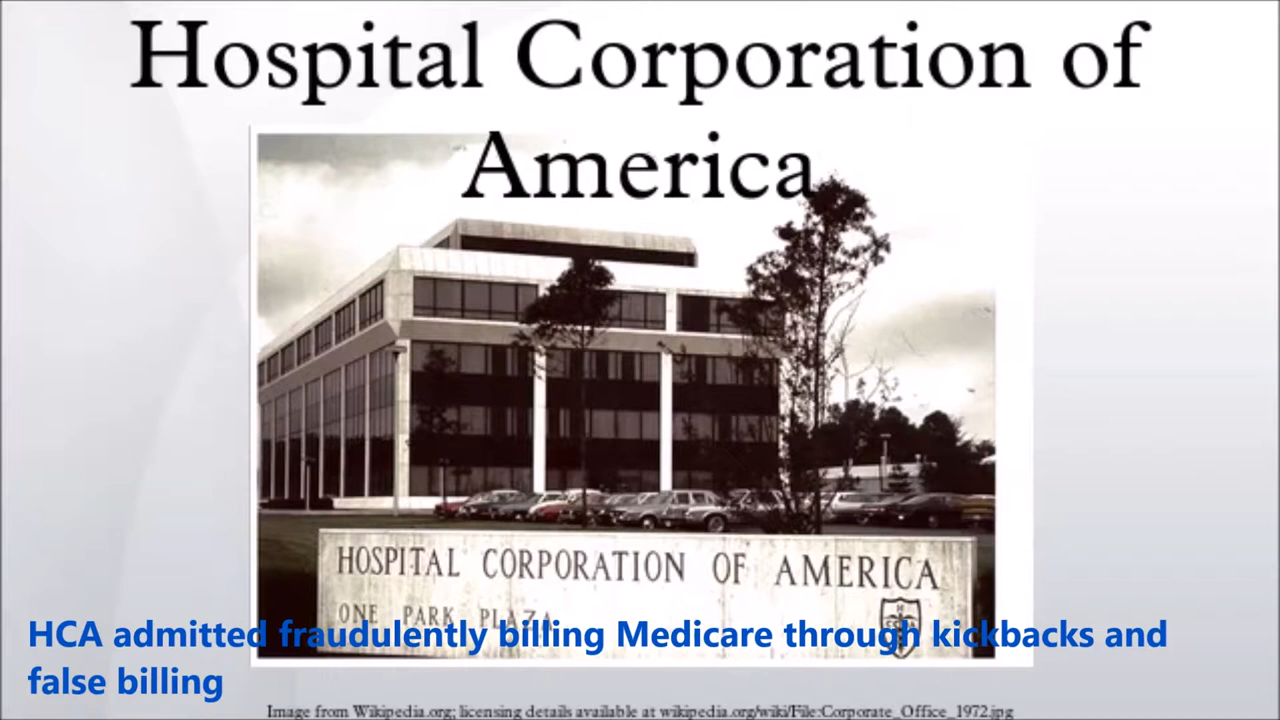 Hospital Corporation of
America
HOSPITAL CORPORATION OF AMERICA
ONE PARK PLAZA
HCA admitted fraudulently billing Medicare through kickbacks and
false billing
Image from Wikipedia.org; licensing details available at wikipedia.org/wiki/File:Corporate_Office_1972.jpg